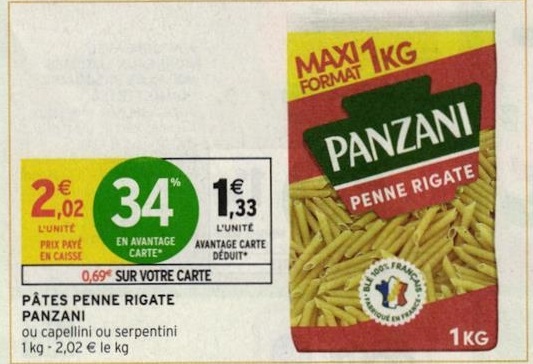 MAXI 1KG
FORMAT
PANZANI
PENNE RIGATE
BLÉ 100% FRANÇAIS
FABRIQUÉ EN FRANCE
1KG
2,02 €
L'UNITÉ
PRIX PAYÉ
EN CAISSE
34%
EN AVANTAGE
CARTE*
1,33 €
L'UNITÉ
AVANTAGE CARTE
DÉDUIT*
0,69€ SUR VOTRE CARTE
PÂTES PENNE RIGATE
PANZANI
ou capellini ou serpentini
1 kg - 2,02 € le kg